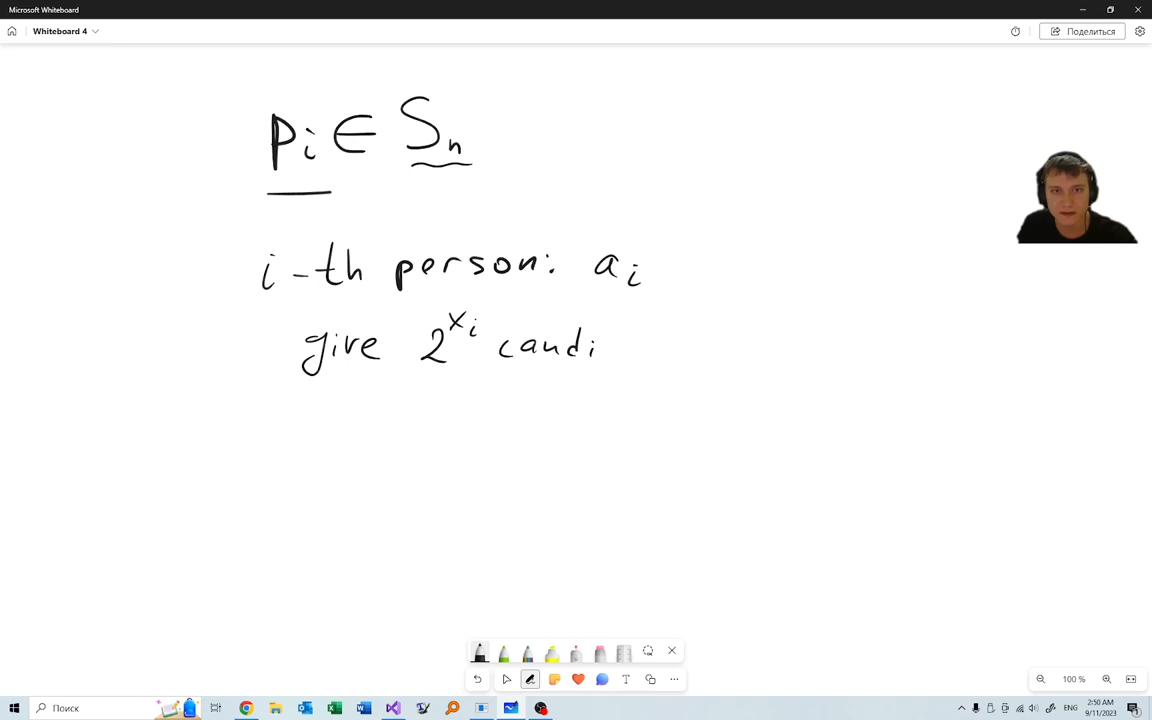 Microsoft Whiteboard
Whiteboard 4
Поделиться
pᵢ ∈ Sₙ
i-th person: aᵢ
give 2^xᵢ candi
100 %
Поиск
ENG
2:50 AM
9/11/2023